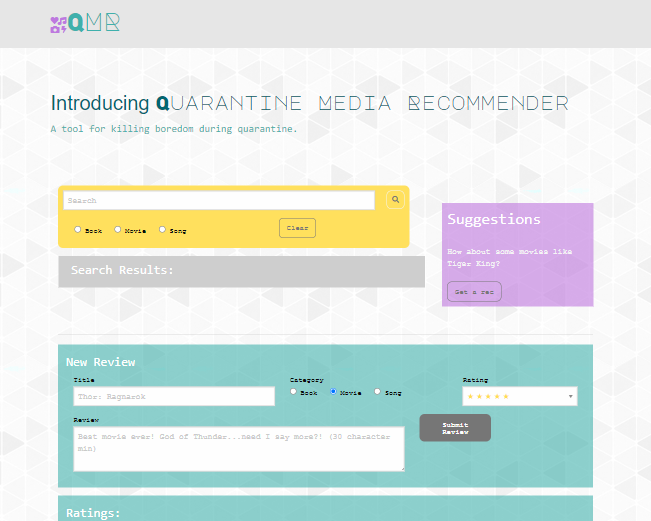 QMR
Introducing QUARANTINE MEDIA RECOMMENDER
A tool for killing boredom during quarantine.
Search
Book Movie Song Clear
Search Results:
Suggestions
How about some movies like
Tiger King?
Get a rec
New Review
Title Category Rating
Thor: Ragnarok Book Movie Song ★★★★★
Review
Best movie ever! God of Thunder...need I say more?! (30 character
min)
Submit
Review
Ratings: